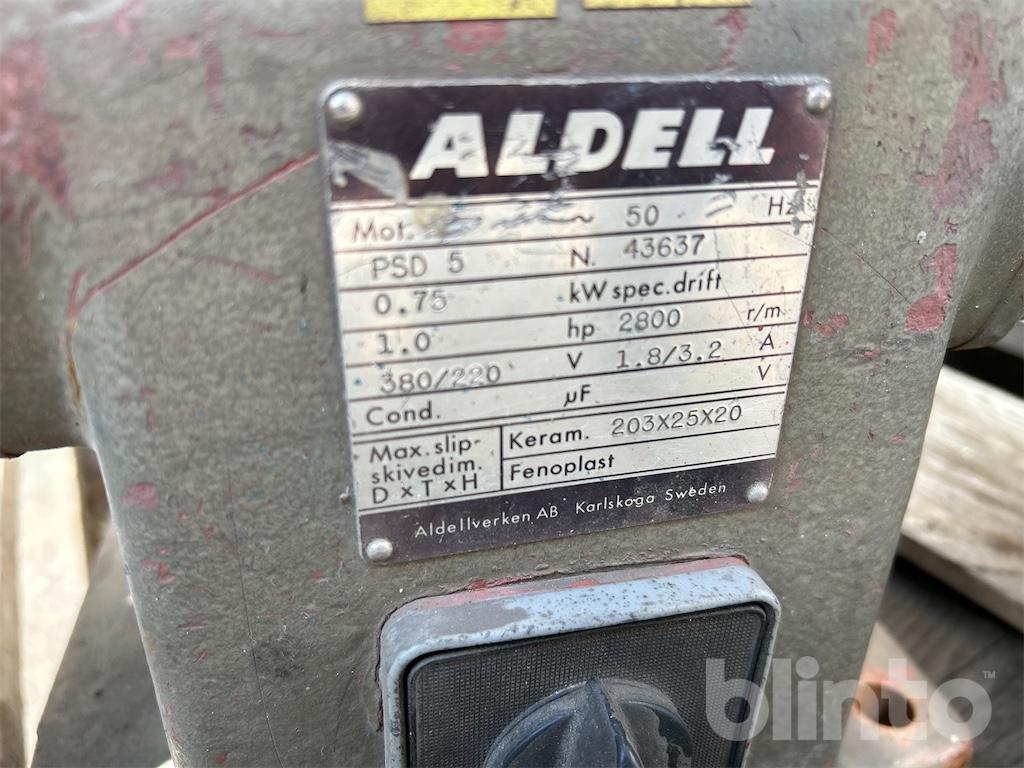 ALDELL
Mot. ~ 50 Hz
PSD 5 N. 43637
0.75 kW spec.drift
1.0 hp 2800 r/m
380/220 V 1.8/3.2 A
Cond. µF V
Max. slip- Keram. 203X25X20
skivedim. Fenoplast
D x T x H
Aldellverken AB Karlskoga Sweden
blinto™